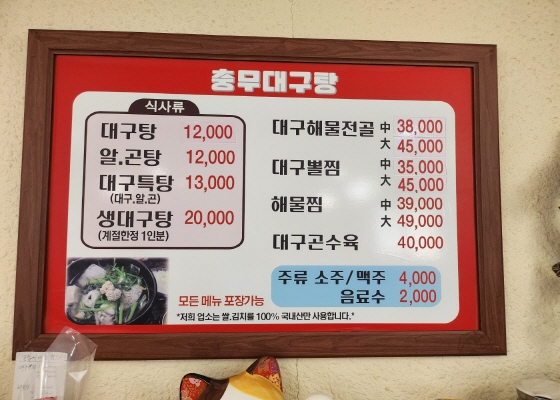 충무대구탕
식사류
대구탕 12,000
알.곤탕 12,000
대구특탕 13,000
(대구.알.곤)
생대구탕 20,000
(계절한정 1인분)
대구해물전골 中 38,000
大 45,000
대구뽈찜 中 35,000
大 45,000
해물찜 中 39,000
大 49,000
대구곤수육 40,000
주류 소주/맥주 4,000
음료수 2,000
모든 메뉴 포장가능
*저희 업소는 쌀.김치를 100% 국내산만 사용합니다.*